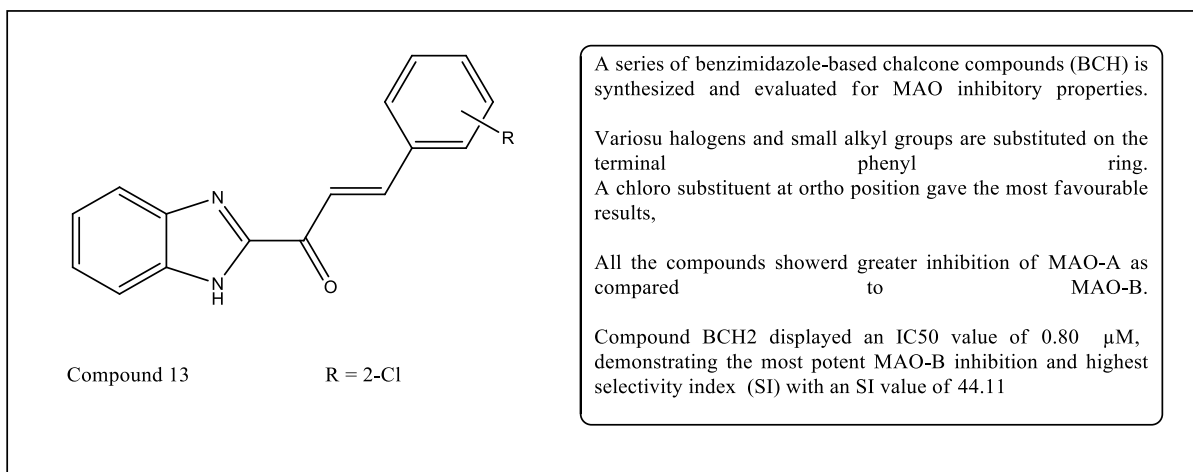 R
N
N
H
O
Compound 13
R = 2-Cl
A series of benzimidazole-based chalcone compounds (BCH) is
synthesized and evaluated for MAO inhibitory properties.
Variosu halogens and small alkyl groups are substituted on the
terminal phenyl ring.
A chloro substituent at ortho position gave the most favourable
results,
All the compounds showerd greater inhibition of MAO-A as
compared to MAO-B.
Compound BCH2 displayed an IC50 value of 0.80 µM,
demonstrating the most potent MAO-B inhibition and highest
selectivity index (SI) with an SI value of 44.11